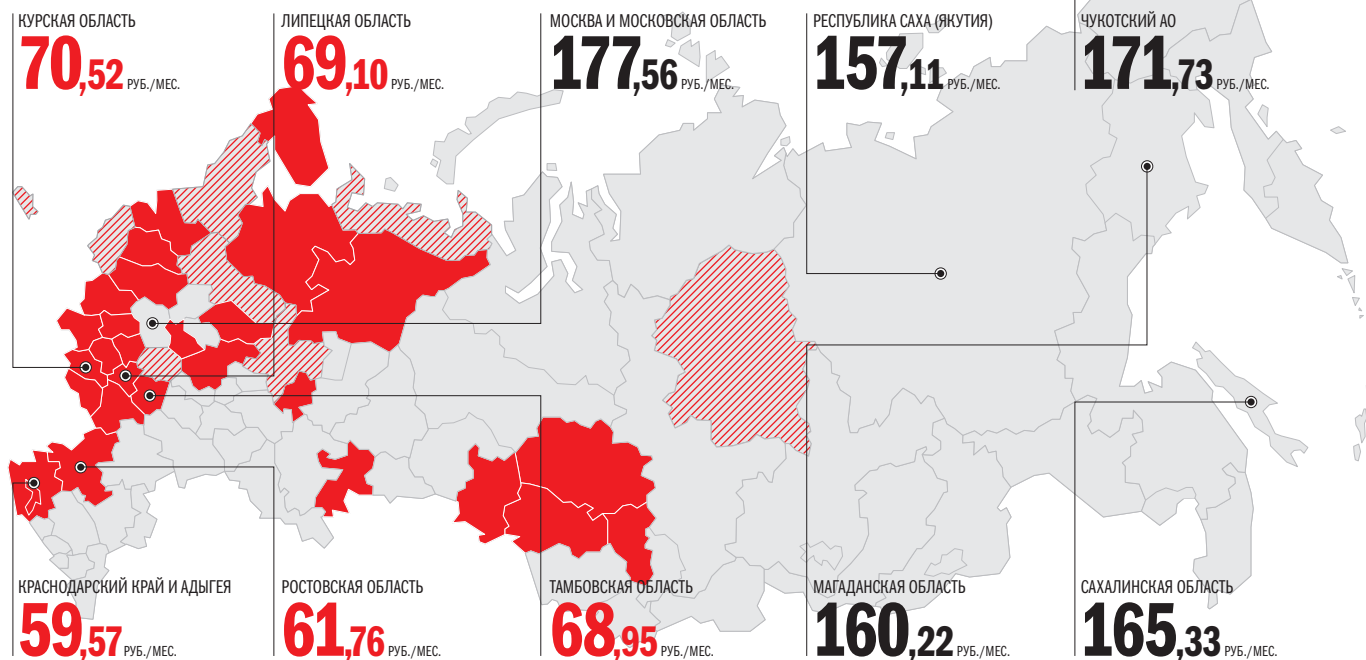 КУРСКАЯ ОБЛАСТЬ
70,52 РУБ./МЕС.
ЛИПЕЦКАЯ ОБЛАСТЬ
69,10 РУБ./МЕС.
МОСКВА И МОСКОВСКАЯ ОБЛАСТЬ
177,56 РУБ./МЕС.
РЕСПУБЛИКА САХА (ЯКУТИЯ)
157,11 РУБ./МЕС.
ЧУКОТСКИЙ АО
171,73 РУБ./МЕС.
КРАСНОДАРСКИЙ КРАЙ И АДЫГЕЯ
59,57 РУБ./МЕС.
РОСТОВСКАЯ ОБЛАСТЬ
61,76 РУБ./МЕС.
ТАМБОВСКАЯ ОБЛАСТЬ
68,95 РУБ./МЕС.
МАГАДАНСКАЯ ОБЛАСТЬ
160,22 РУБ./МЕС.
САХАЛИНСКАЯ ОБЛАСТЬ
165,33 РУБ./МЕС.